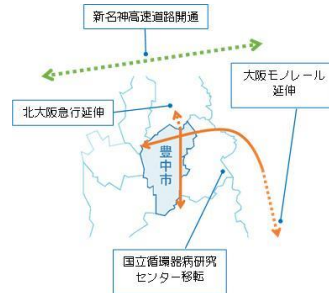 新名神高速道路開通
大阪モノレール
延伸
北大阪急行延伸
豊中市
国立循環器病研究
センター移転